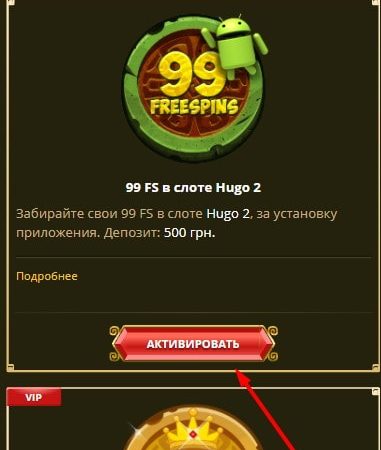 99
FREESPINS
99 FS в слоте Hugo 2
Забирайте свои 99 FS в слоте Hugo 2, за установку
приложения. Депозит: 500 грн.
Подробнее
АКТИВИРОВАТЬ
VIP